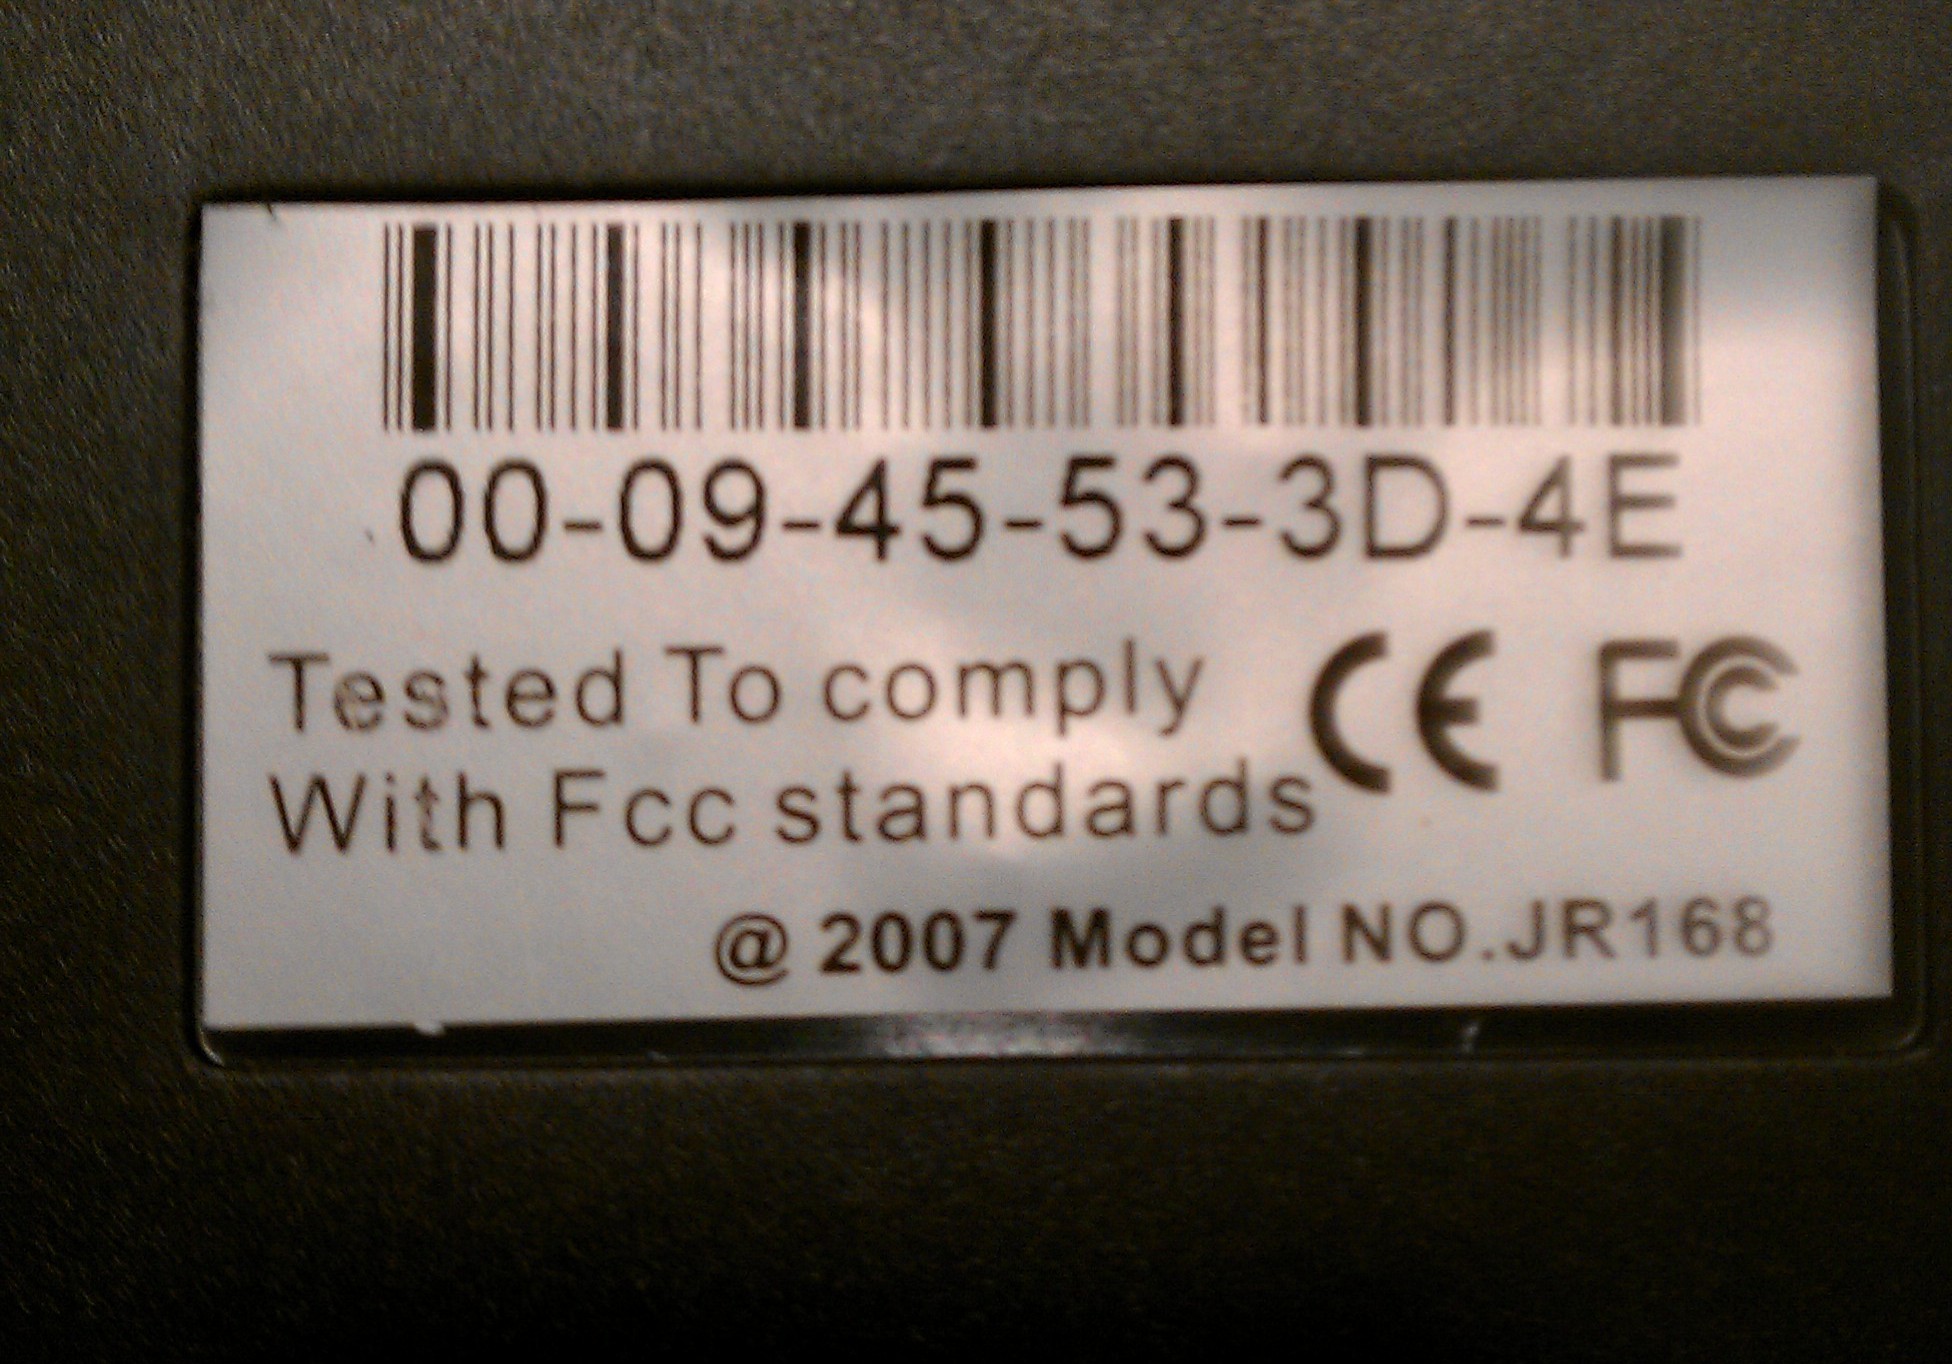 00-09-45-53-3D-4E
Tested To comply
With Fcc standards
CE FC
@ 2007 Model NO.JR168